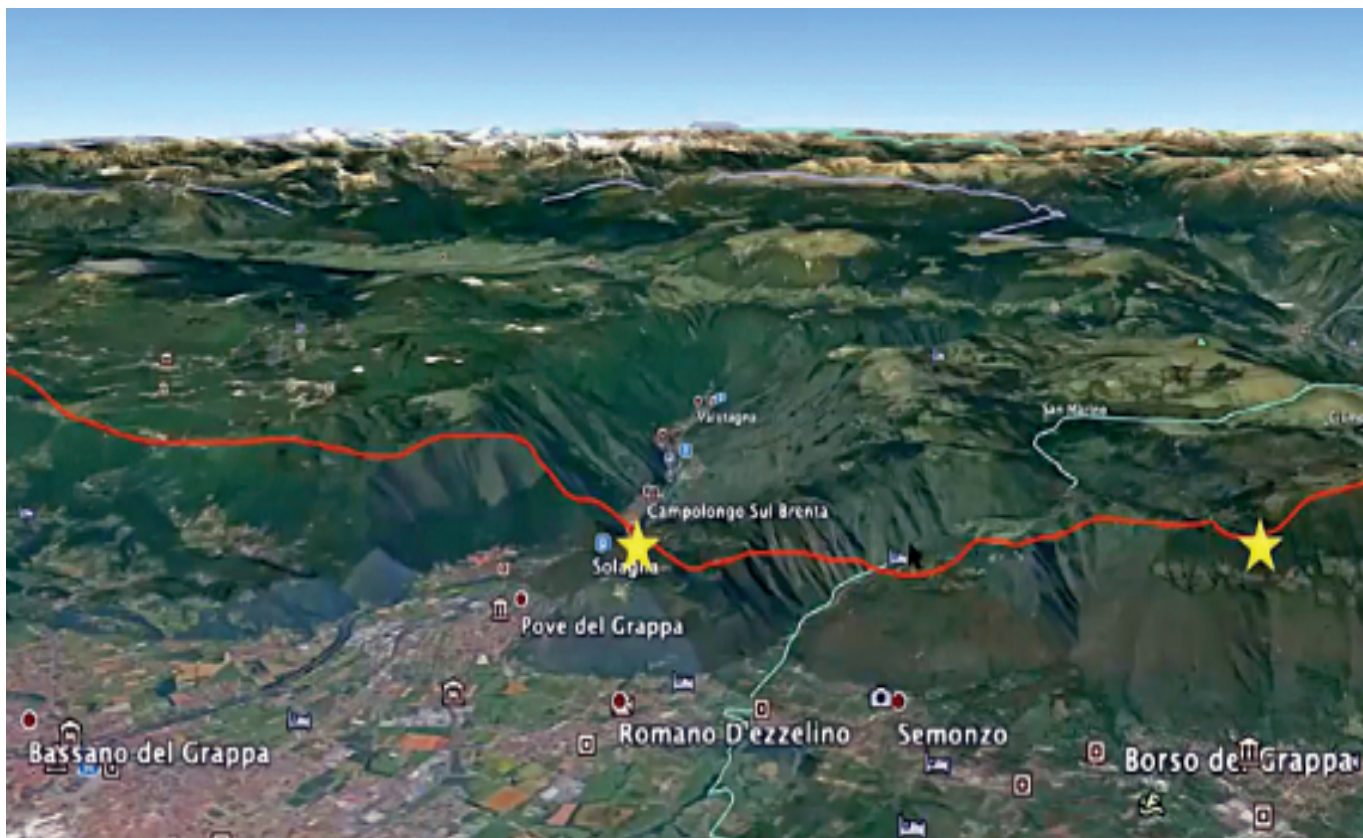 Valstagna
San Marino
Campolongo Sul Brenta
Solagna
Pove del Grappa
Romano D'ezzelino
Semonzo
Bassano del Grappa
Borso del Grappa